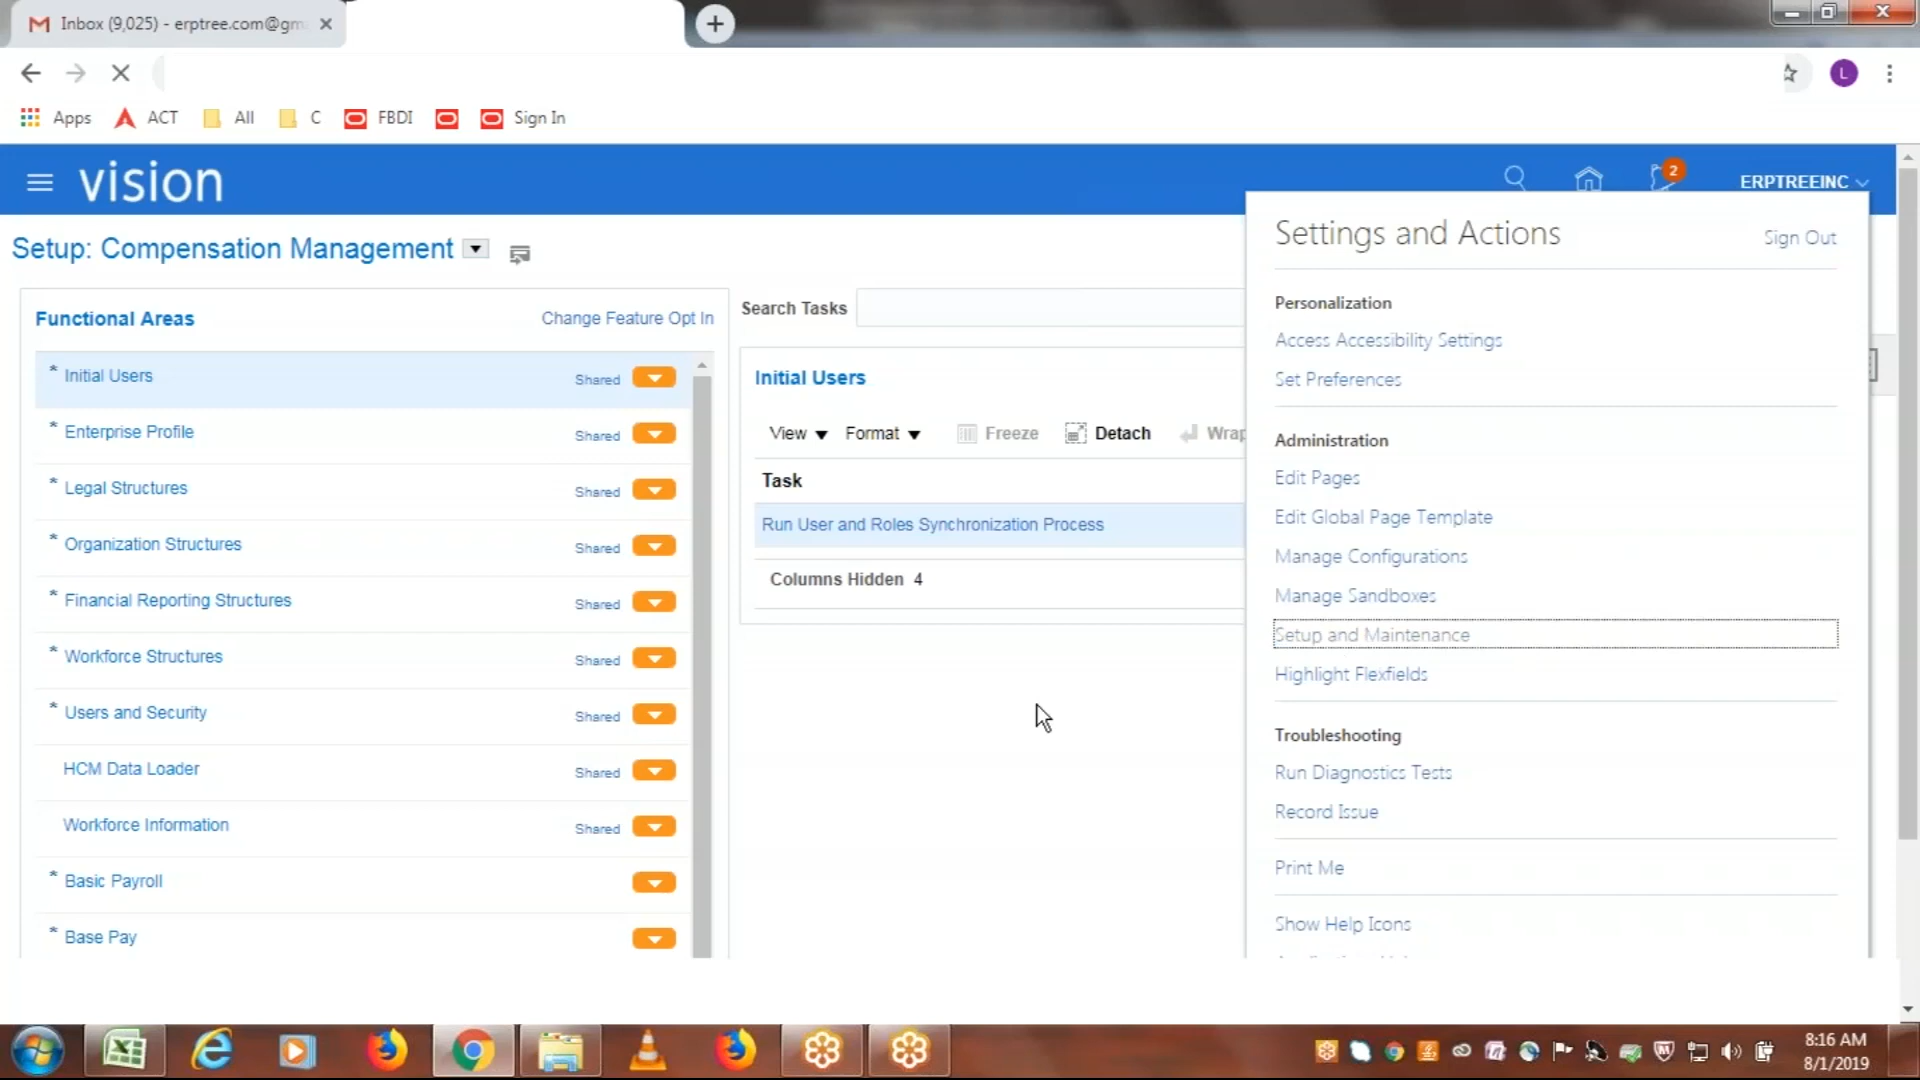 Inbox (9,025) - erptree.com@gm
L
Apps ACT All C FBDI Sign In
vision
2
ERPTREEINC
Setup: Compensation Management
Settings and Actions
Sign Out
Functional Areas
Change Feature Opt In
Search Tasks
Personalization
Access Accessibility Settings
Set Preferences
* Initial Users Shared
* Enterprise Profile Shared
* Legal Structures Shared
* Organization Structures Shared
* Financial Reporting Structures Shared
* Workforce Structures Shared
* Users and Security Shared
HCM Data Loader Shared
Workforce Information Shared
* Basic Payroll
* Base Pay
Initial Users
View Format Freeze Detach Wrap
Task
Run User and Roles Synchronization Process
Columns Hidden 4
Administration
Edit Pages
Edit Global Page Template
Manage Configurations
Manage Sandboxes
Setup and Maintenance
Highlight Flexfields
Troubleshooting
Run Diagnostics Tests
Record Issue
Print Me
Show Help Icons
8:16 AM
8/1/2019